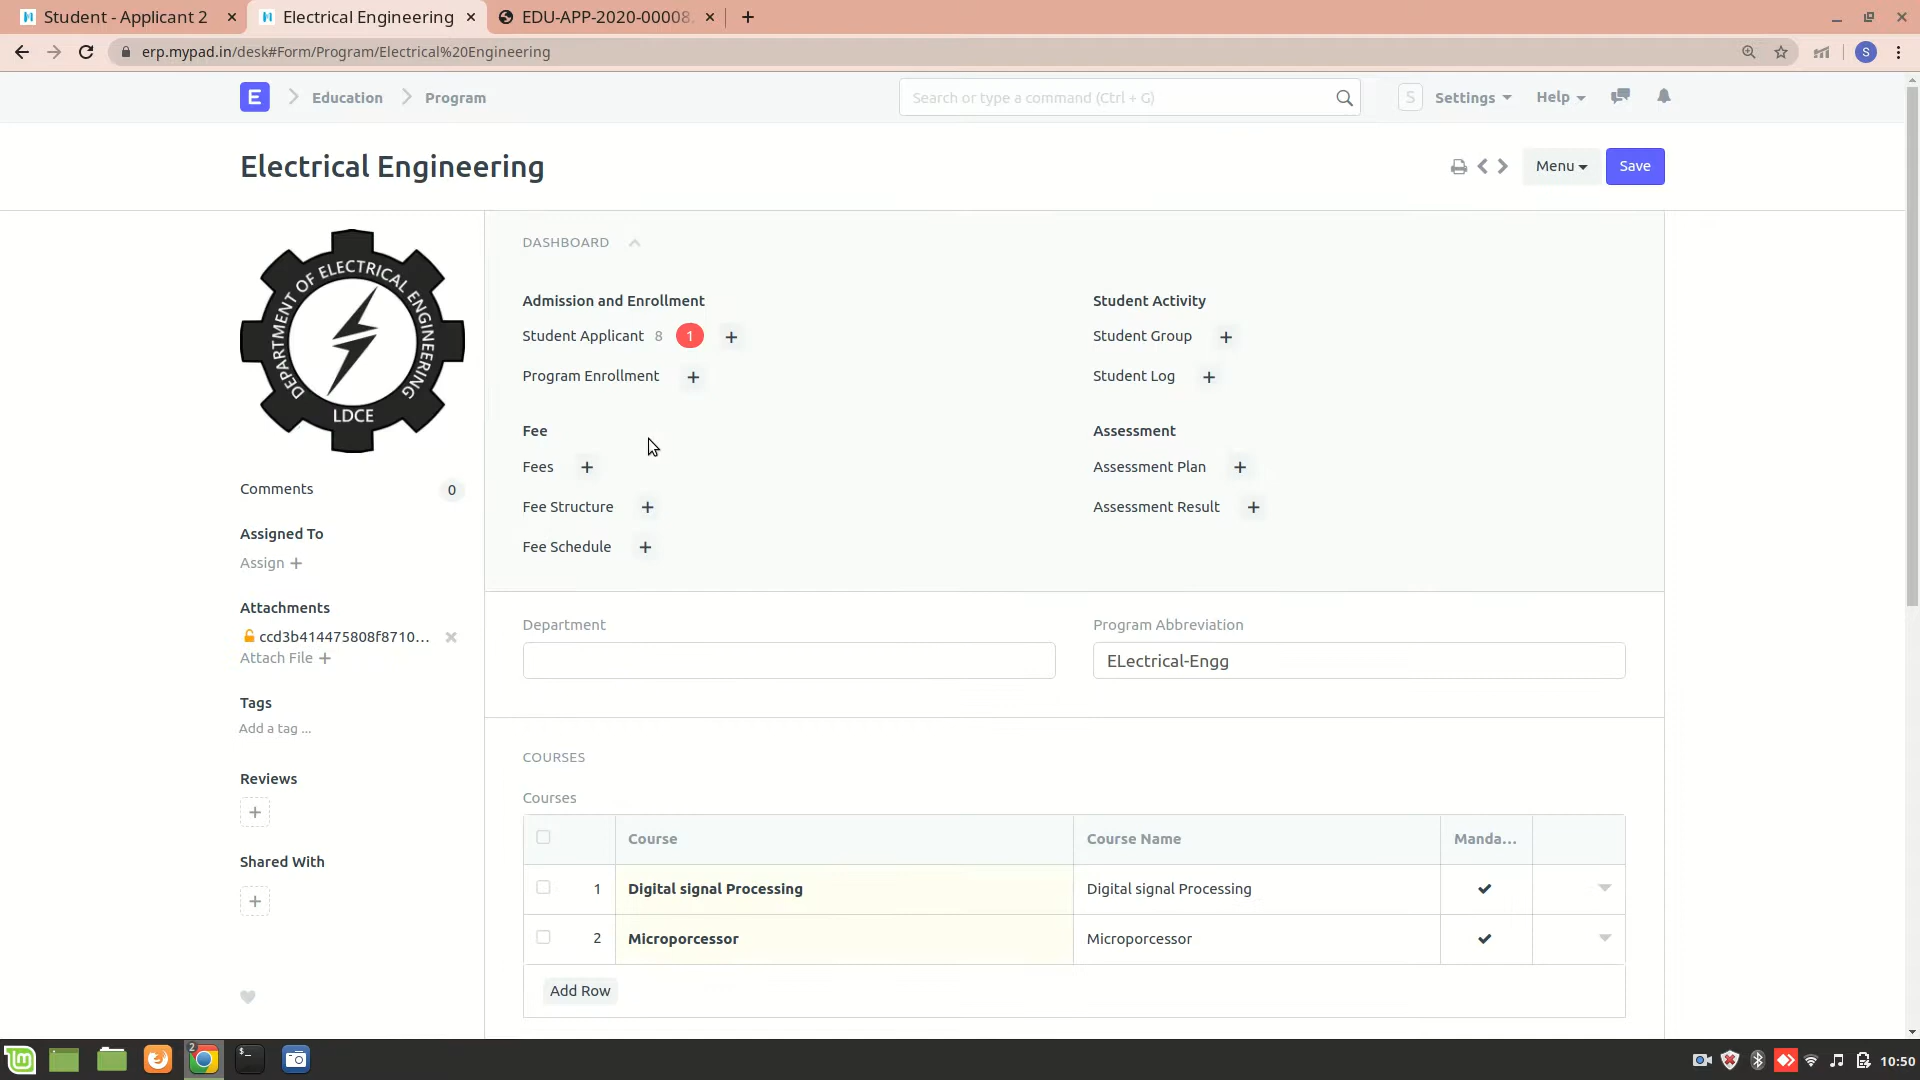 Student - Applicant 2
Electrical Engineering
EDU-APP-2020-00008.
erp.mypad.in/desk#Form/Program/Electrical%20Engineering
S
E Education Program
Search or type a command (Ctrl + G)
S Settings Help
Electrical Engineering
Menu Save
DEPARTMENT OF ELECTRICAL ENGINEERING
LDCE
Comments 0
Assigned To
Assign +
Attachments
ccd3b414475808f8710...
Attach File +
Tags
Add a tag ...
Reviews
+
Shared With
+
DASHBOARD
Admission and Enrollment
Student Applicant 8 1 +
Program Enrollment +
Student Activity
Student Group +
Student Log +
Fee
Fees +
Fee Structure +
Fee Schedule +
Assessment
Assessment Plan +
Assessment Result +
Department
Program Abbreviation
ELectrical-Engg
COURSES
Courses
Course Course Name Manda...
1 Digital signal Processing Digital signal Processing
2 Microporcessor Microporcessor
Add Row
2
10:50